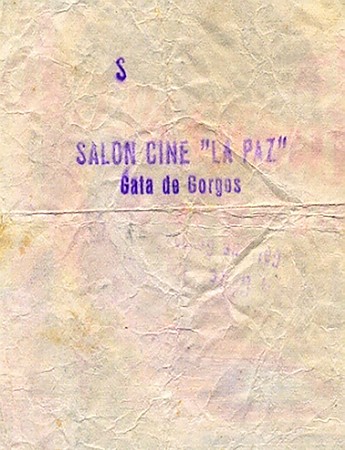 S
SALON CINE "LA PAZ"
Gata de Gorgos